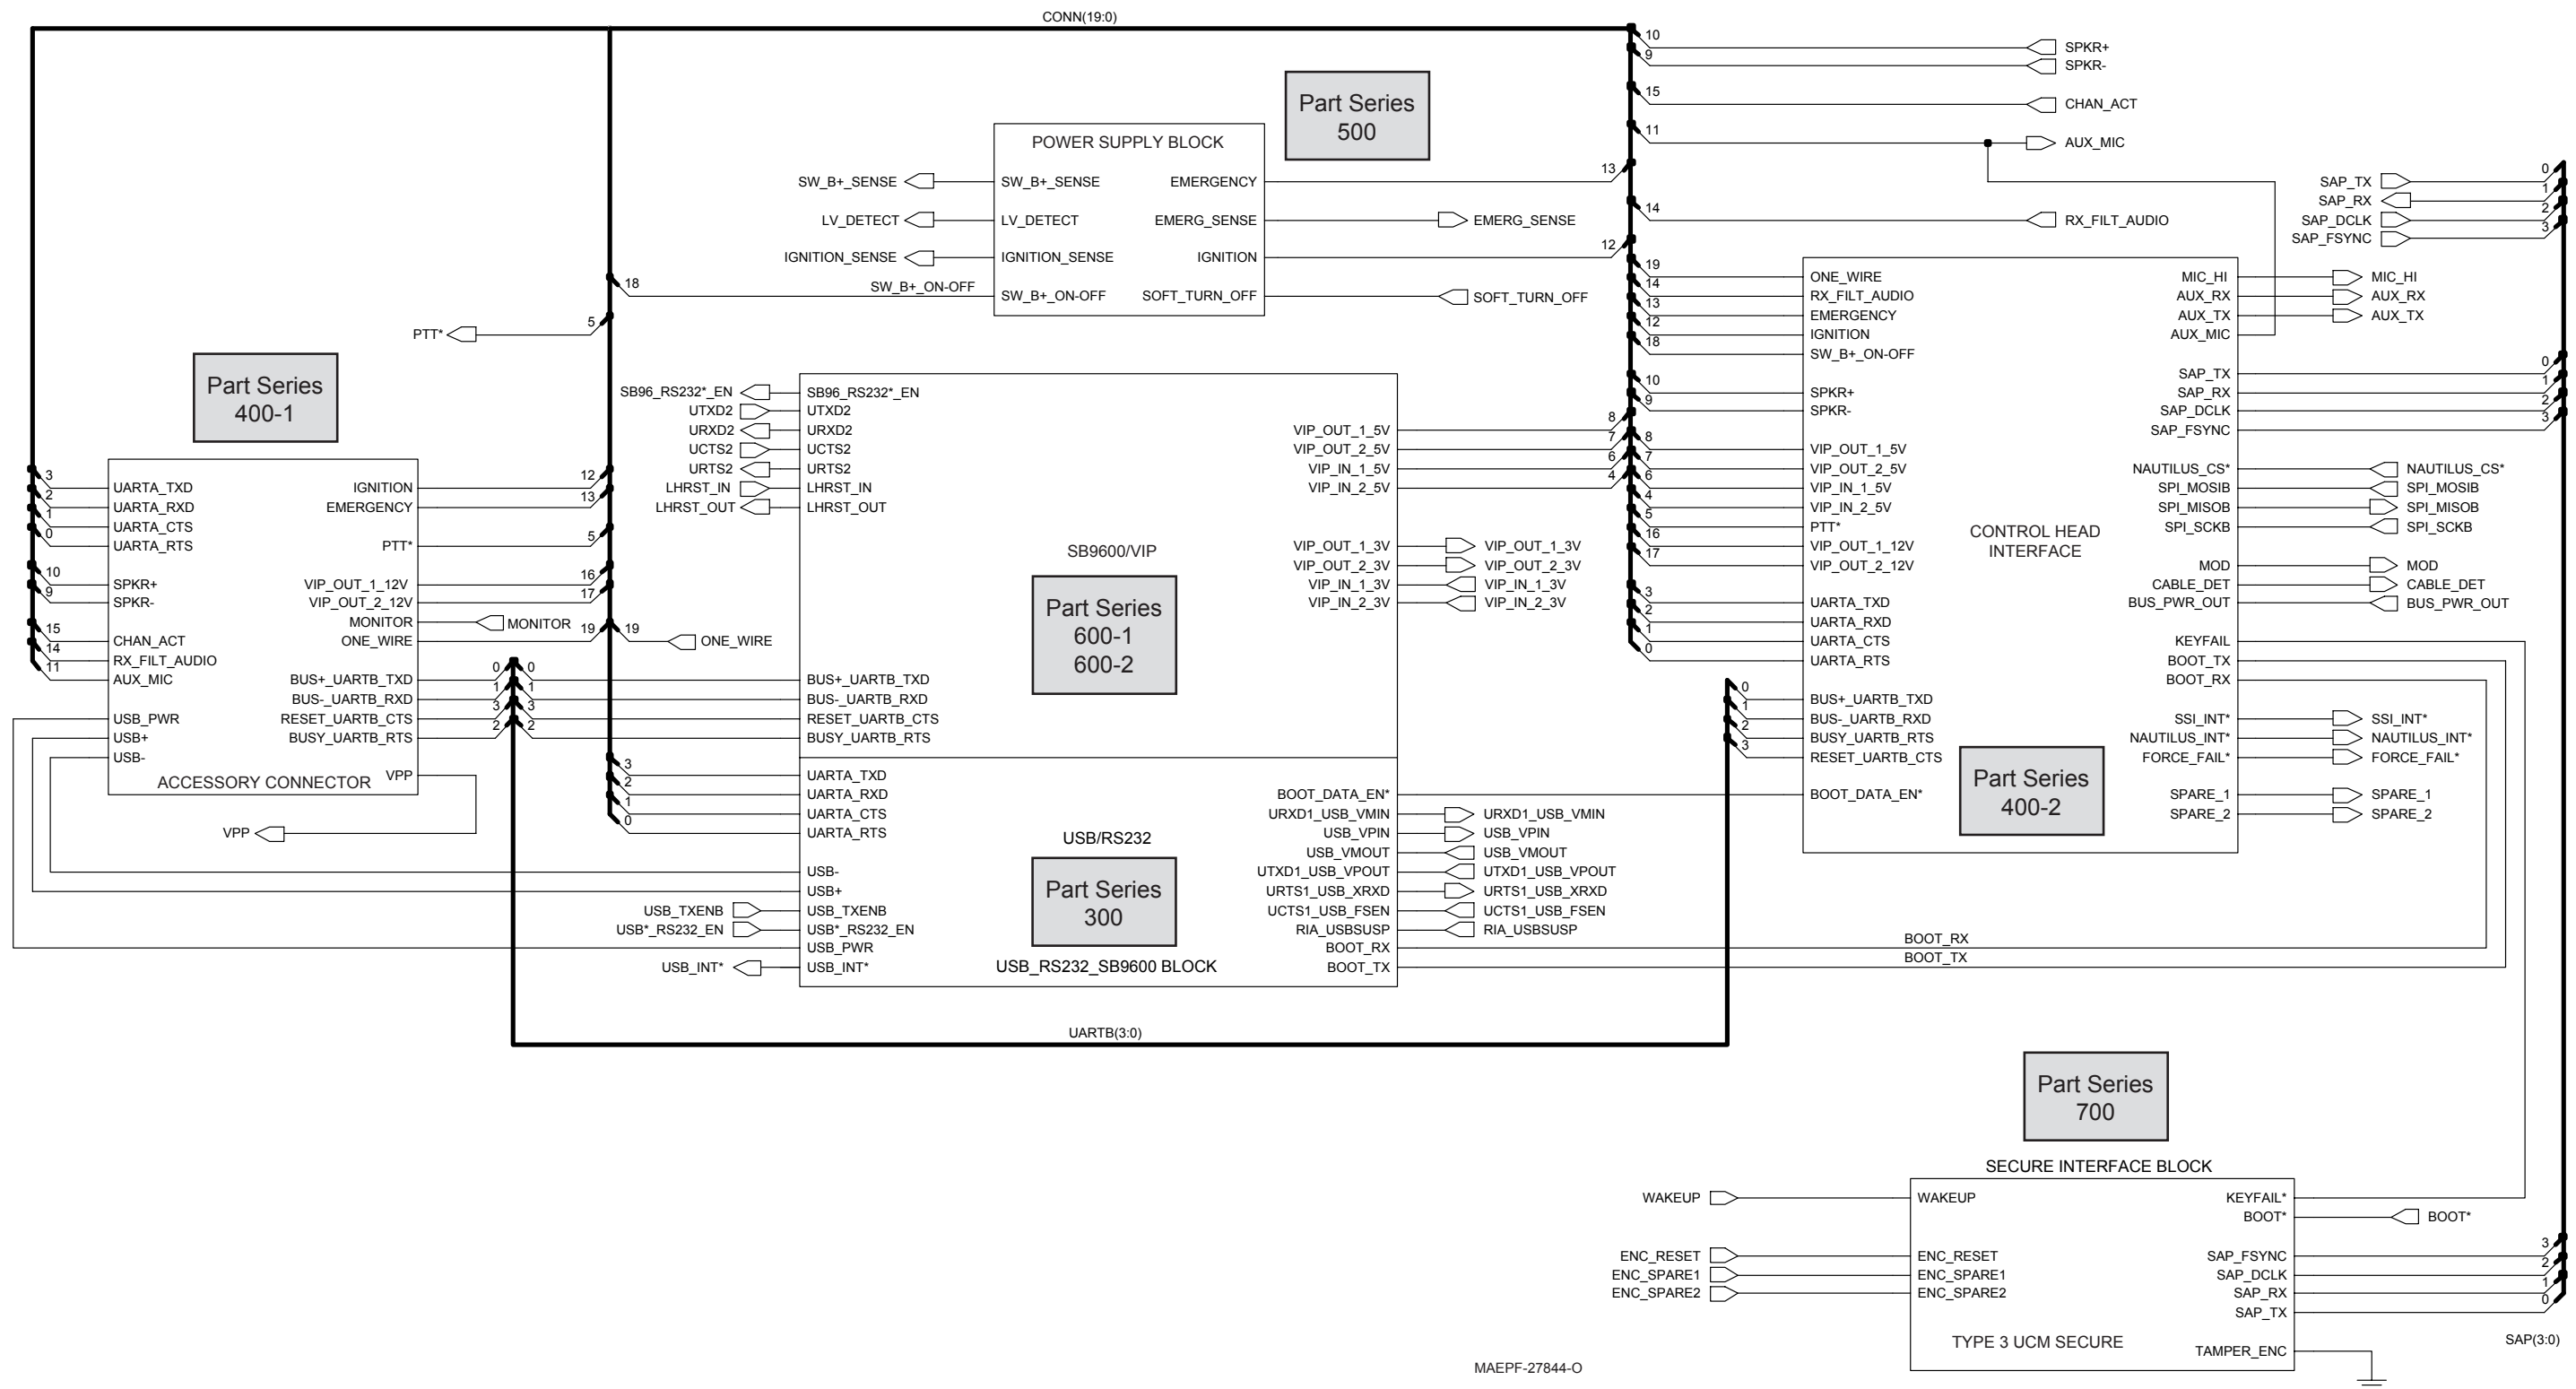 CONN(19:0)
10
SPKR+
9
SPKR-
15
CHAN_ACT
11
AUX_MIC
Part Series
500
POWER SUPPLY BLOCK
SW_B+_SENSE
SW_B+_SENSE
EMERGENCY
13
LV_DETECT
LV_DETECT
EMERG_SENSE
EMERG_SENSE
14
RX_FILT_AUDIO
IGNITION_SENSE
IGNITION_SENSE
IGNITION
12
18
SW_B+_ON-OFF
SW_B+_ON-OFF
SOFT_TURN_OFF
SOFT_TURN_OFF
PTT*
5
SAP_TX
0
SAP_RX
1
SAP_DCLK
2
SAP_FSYNC
3
Part Series
400-1
3
UARTA_TXD
2
UARTA_RXD
1
UARTA_CTS
0
UARTA_RTS
10
SPKR+
9
SPKR-
15
CHAN_ACT
14
RX_FILT_AUDIO
11
AUX_MIC
USB_PWR
USB+
USB-
IGNITION
12
EMERGENCY
13
PTT*
5
VIP_OUT_1_12V
16
VIP_OUT_2_12V
17
MONITOR
MONITOR
ONE_WIRE
19
19
ONE_WIRE
BUS+_UARTB_TXD
0
0
BUS-_UARTB_RXD
1
1
RESET_UARTB_CTS
3
3
BUSY_UARTB_RTS
2
2
VPP
ACCESSORY CONNECTOR
VPP
SB96_RS232*_EN
SB96_RS232*_EN
UTXD2
UTXD2
URXD2
URXD2
UCTS2
UCTS2
URTS2
URTS2
LHRST_IN
LHRST_IN
LHRST_OUT
LHRST_OUT
VIP_OUT_1_5V
8
VIP_OUT_2_5V
7
VIP_IN_1_5V
6
VIP_IN_2_5V
4
SB9600/VIP
Part Series
600-1
600-2
VIP_OUT_1_3V
VIP_OUT_1_3V
VIP_OUT_2_3V
VIP_OUT_2_3V
VIP_IN_1_3V
VIP_IN_1_3V
VIP_IN_2_3V
VIP_IN_2_3V
BUS+_UARTB_TXD
BUS-_UARTB_RXD
RESET_UARTB_CTS
BUSY_UARTB_RTS
3
UARTA_TXD
2
UARTA_RXD
1
UARTA_CTS
0
UARTA_RTS
USB/RS232
Part Series
300
USB-
USB+
USB_TXENB
USB_TXENB
USB*_RS232_EN
USB*_RS232_EN
USB_PWR
USB_INT*
USB_INT*
USB_RS232_SB9600 BLOCK
BOOT_DATA_EN*
URXD1_USB_VMIN
URXD1_USB_VMIN
USB_VPIN
USB_VPIN
USB_VMOUT
USB_VMOUT
UTXD1_USB_VPOUT
UTXD1_USB_VPOUT
URTS1_USB_XRXD
URTS1_USB_XRXD
UCTS1_USB_FSEN
UCTS1_USB_FSEN
RIA_USBSUSP
RIA_USBSUSP
BOOT_RX
BOOT_RX
BOOT_TX
BOOT_TX
UARTB(3:0)
19
ONE_WIRE
14
RX_FILT_AUDIO
13
EMERGENCY
12
IGNITION
18
SW_B+_ON-OFF
10
SPKR+
9
SPKR-
8
VIP_OUT_1_5V
7
VIP_OUT_2_5V
6
VIP_IN_1_5V
4
VIP_IN_2_5V
5
PTT*
16
VIP_OUT_1_12V
17
VIP_OUT_2_12V
3
UARTA_TXD
2
UARTA_RXD
1
UARTA_CTS
0
UARTA_RTS
0
BUS+_UARTB_TXD
1
BUS-_UARTB_RXD
2
BUSY_UARTB_RTS
3
RESET_UARTB_CTS
BOOT_DATA_EN*
CONTROL HEAD
INTERFACE
Part Series
400-2
MIC_HI
MIC_HI
AUX_RX
AUX_RX
AUX_TX
AUX_TX
AUX_MIC
SAP_TX
0
SAP_RX
1
SAP_DCLK
2
SAP_FSYNC
3
NAUTILUS_CS*
NAUTILUS_CS*
SPI_MOSIB
SPI_MOSIB
SPI_MISOB
SPI_MISOB
SPI_SCKB
SPI_SCKB
MOD
MOD
CABLE_DET
CABLE_DET
BUS_PWR_OUT
BUS_PWR_OUT
KEYFAIL
BOOT_TX
BOOT_RX
SSI_INT*
SSI_INT*
NAUTILUS_INT*
NAUTILUS_INT*
FORCE_FAIL*
FORCE_FAIL*
SPARE_1
SPARE_1
SPARE_2
SPARE_2
Part Series
700
SECURE INTERFACE BLOCK
WAKEUP
WAKEUP
KEYFAIL*
BOOT*
BOOT*
ENC_RESET
ENC_RESET
SAP_FSYNC
3
ENC_SPARE1
ENC_SPARE1
SAP_DCLK
2
ENC_SPARE2
ENC_SPARE2
SAP_RX
1
SAP_TX
0
TYPE 3 UCM SECURE
TAMPER_ENC
SAP(3:0)
MAEPF-27844-O